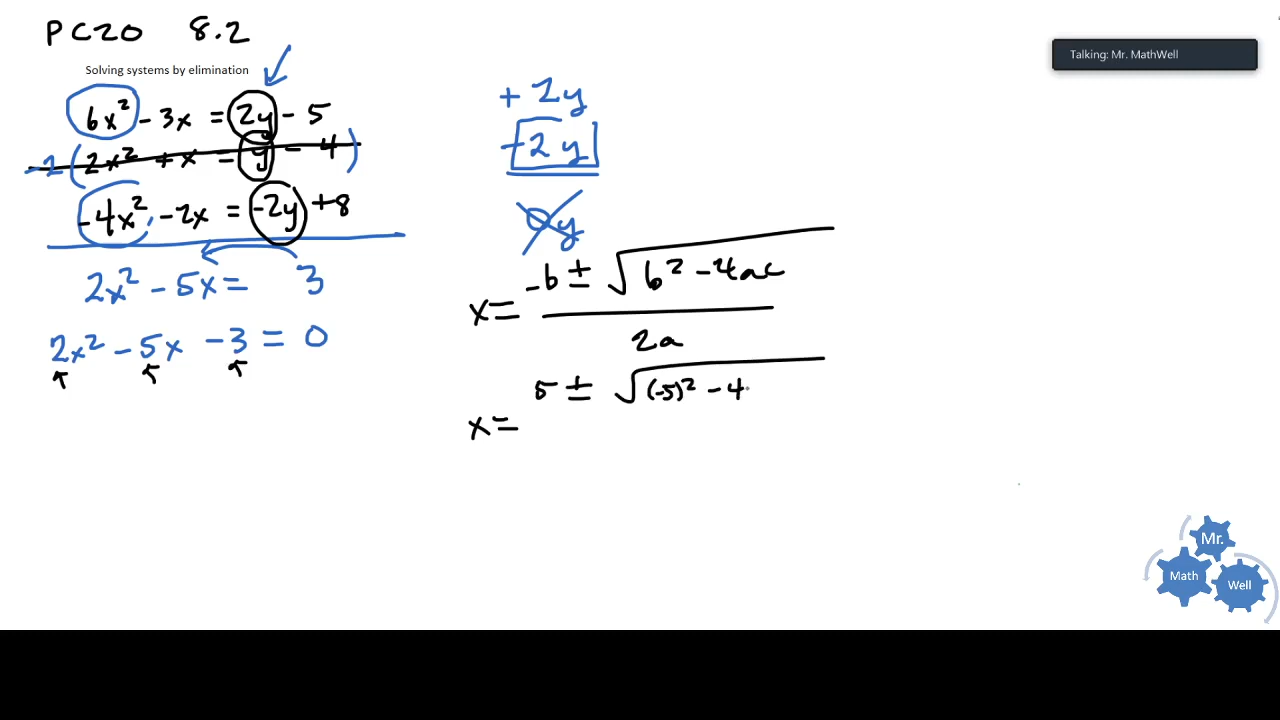 PC20 8.2
Talking: Mr. MathWell
Solving systems by elimination
6x² - 3x = 2y - 5
-2(2x² + x = y - 4)
-4x² - 2x = -2y + 8
2x² - 5x = 3
2x² - 5x - 3 = 0
+ 2y
-2y
0y
x = -b ± √b² - 4ac
2a
x = 5 ± √(-5)² - 4
Mr.
Math
Well